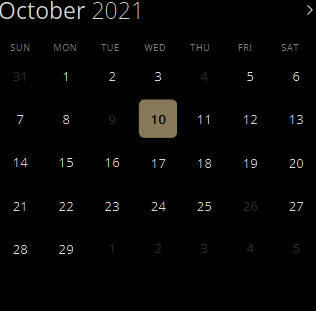 October 2021
SUN MON TUE WED THU FRI SAT
31 1 2 3 4 5 6
7 8 9 10 11 12 13
14 15 16 17 18 19 20
21 22 23 24 25 26 27
28 29 1 2 3 4 5